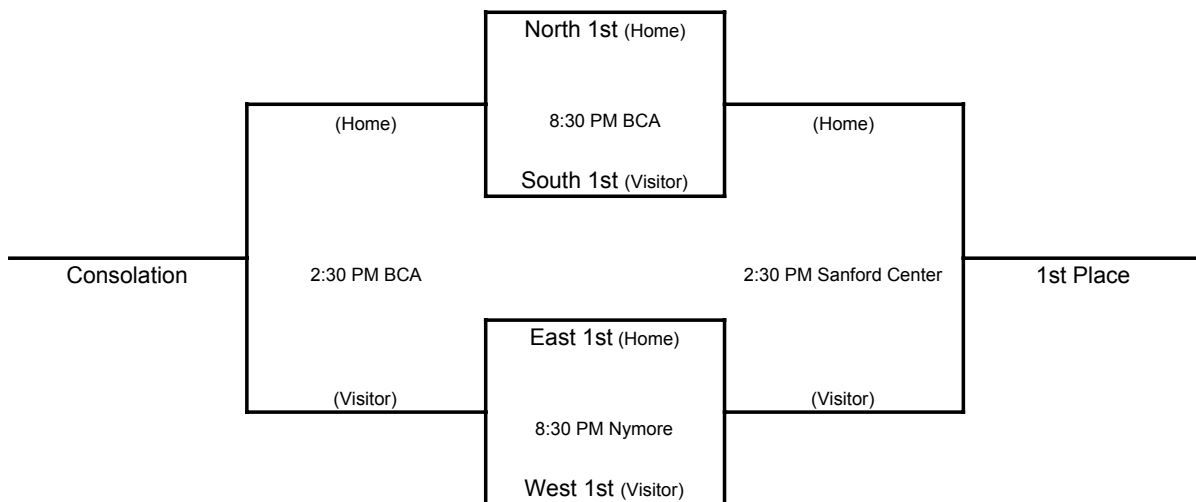 North 1st (Home)
(Home)
8:30 PM BCA
(Home)
South 1st (Visitor)
Consolation
2:30 PM BCA
2:30 PM Sanford Center
1st Place
East 1st (Home)
(Visitor)
(Visitor)
8:30 PM Nymore
West 1st (Visitor)